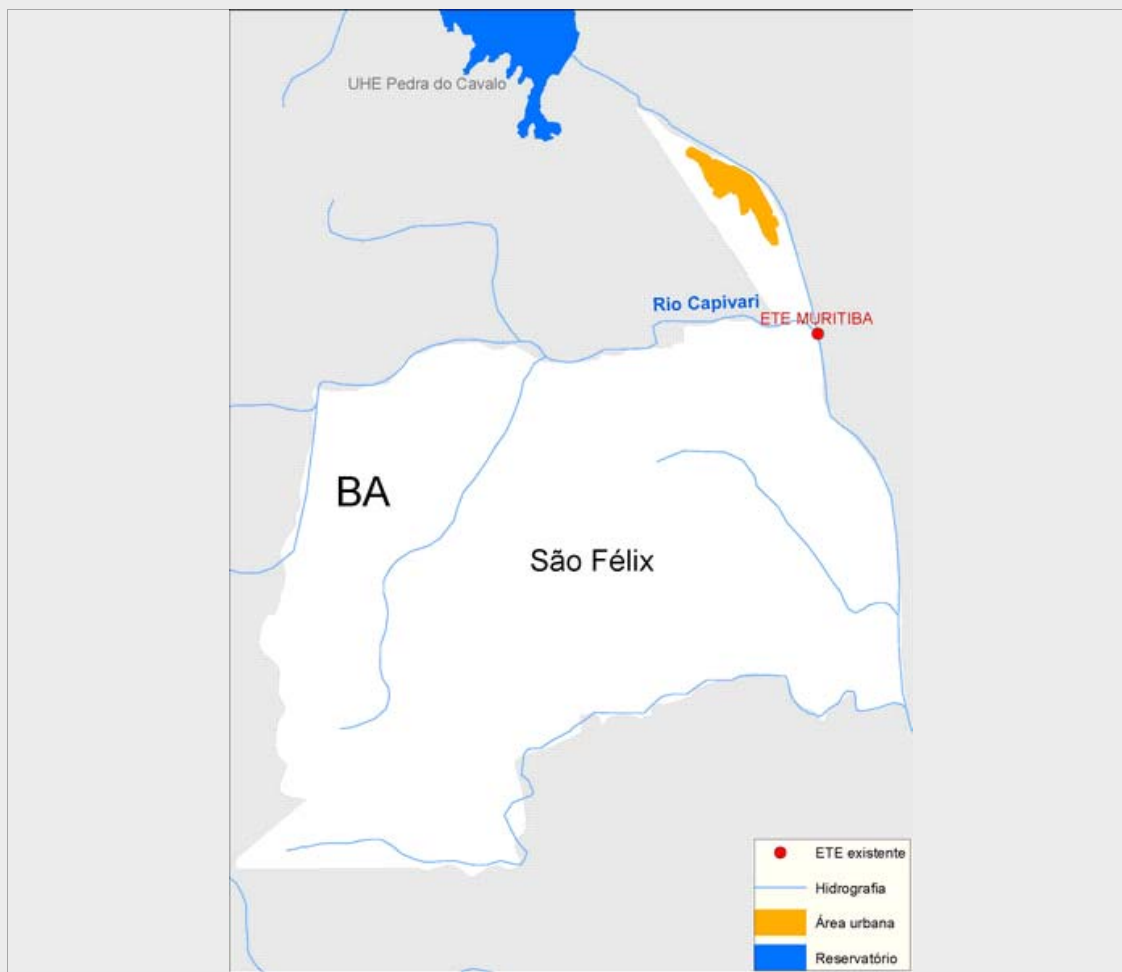 UHE Pedra do Cavalo
Rio Capivari
ETE MURITIBA
BA
São Félix
ETE existente
Hidrografia
Área urbana
Reservatório